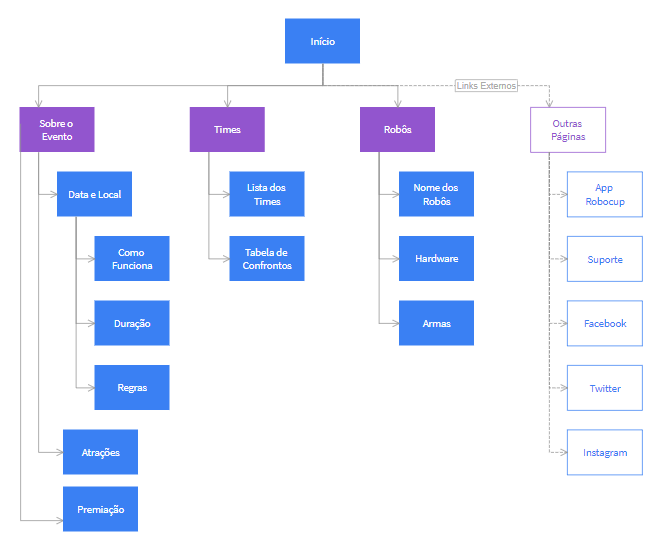 Início
Links Externos
Sobre o
Evento
Times
Robôs
Outras
Páginas
Data e Local
Lista dos
Times
Nome dos
Robôs
App
Robocup
Como
Funciona
Tabela de
Confrontos
Hardware
Suporte
Duração
Armas
Facebook
Regras
Twitter
Atrações
Instagram
Premiação